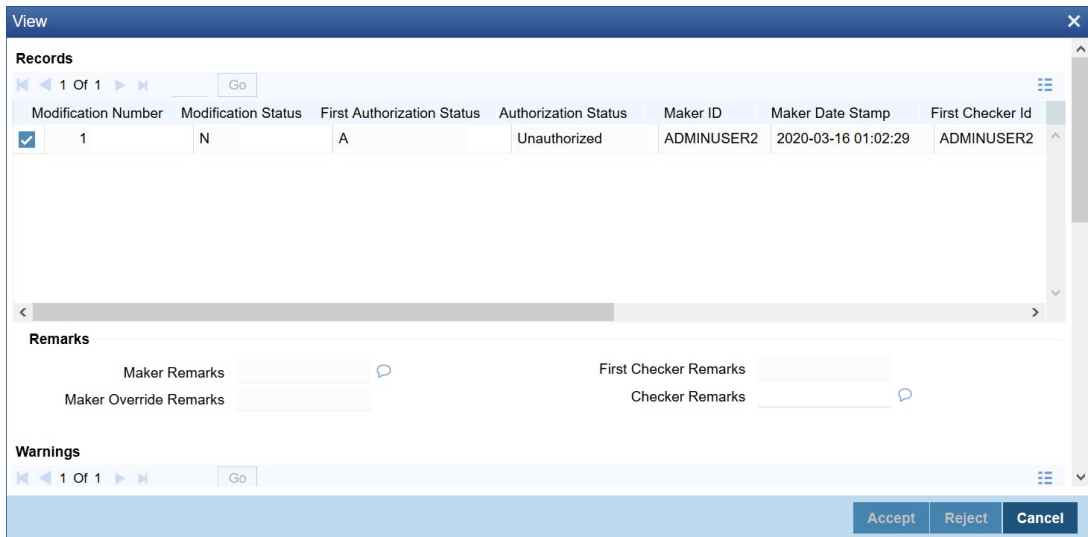 View
Records
1 Of 1 Go
Modification Number Modification Status First Authorization Status Authorization Status Maker ID Maker Date Stamp First Checker Id
1 N A Unauthorized ADMINUSER2 2020-03-16 01:02:29 ADMINUSER2
Remarks
Maker Remarks First Checker Remarks
Maker Override Remarks Checker Remarks
Warnings
1 Of 1 Go
Accept Reject Cancel